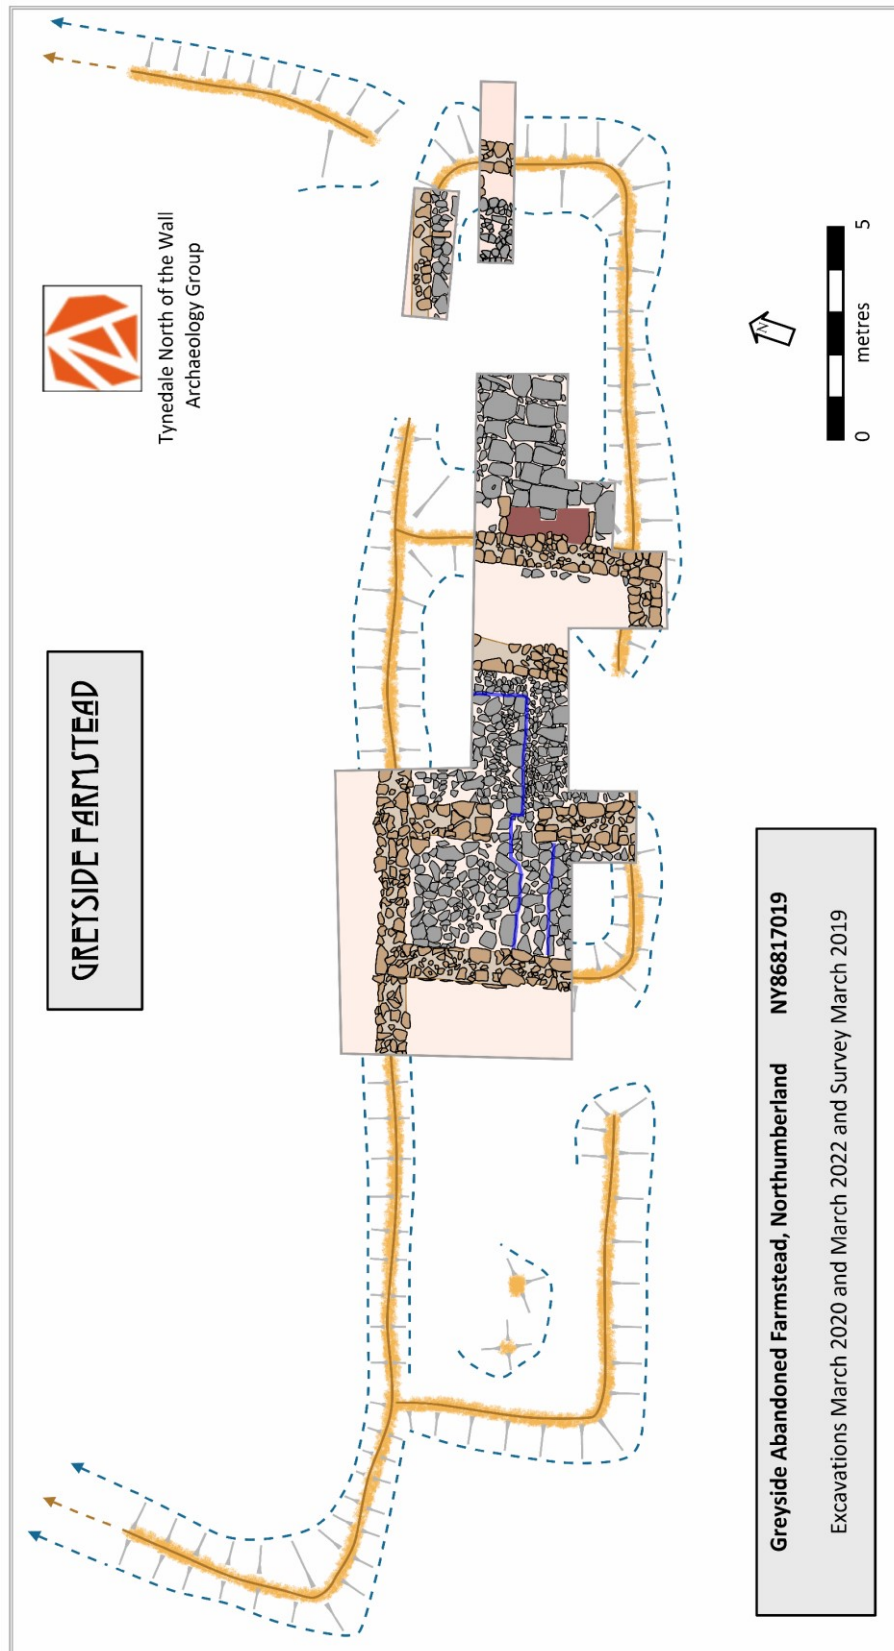 GREYSIDE FARMSTEAD
Tynedale North of the Wall
Archaeology Group
N
0 5
metres
Greyside Abandoned Farmstead, Northumberland NY86817019
Excavations March 2020 and March 2022 and Survey March 2019